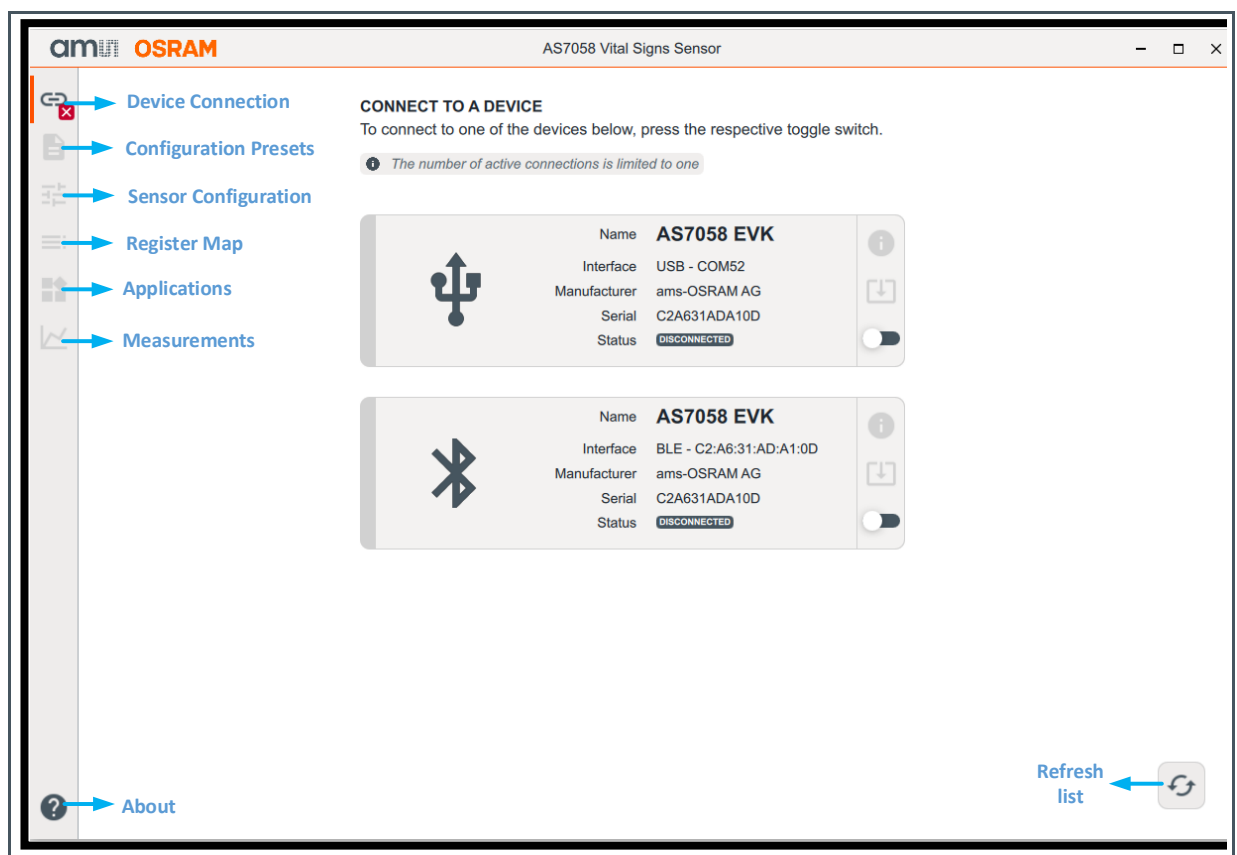 amu OSRAM
AS7058 Vital Signs Sensor
Device Connection
Configuration Presets
Sensor Configuration
Register Map
Applications
Measurements
CONNECT TO A DEVICE
To connect to one of the devices below, press the respective toggle switch.
The number of active connections is limited to one
Name AS7058 EVK
Interface USB - COM52
Manufacturer ams-OSRAM AG
Serial C2A631ADA10D
Status DISCONNECTED
Name AS7058 EVK
Interface BLE - C2:A6:31:AD:A1:0D
Manufacturer ams-OSRAM AG
Serial C2A631ADA10D
Status DISCONNECTED
Refresh
list
About